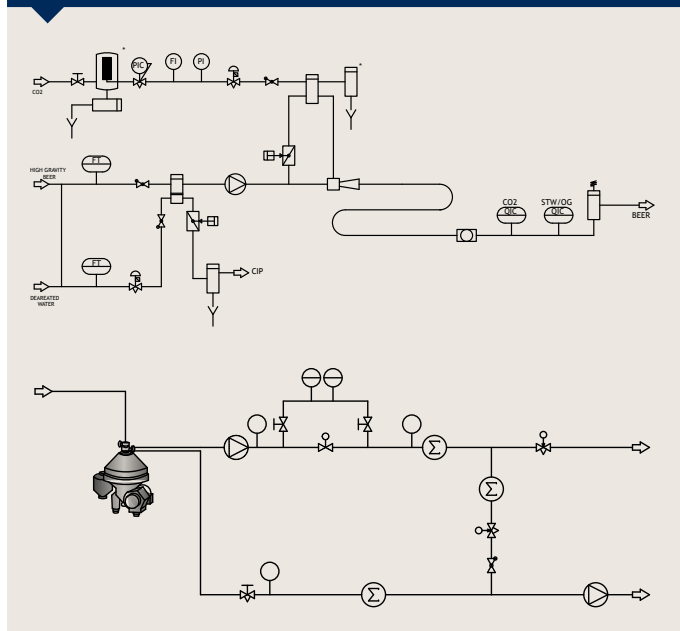 *
PIC
FI
PI
*
CO2
FT
HIGH GRAVITY
BEER
CO2
QIC
STW/OG
QIC
BEER
FT
CIP
DEAREATED
WATER
Σ
Σ
Σ